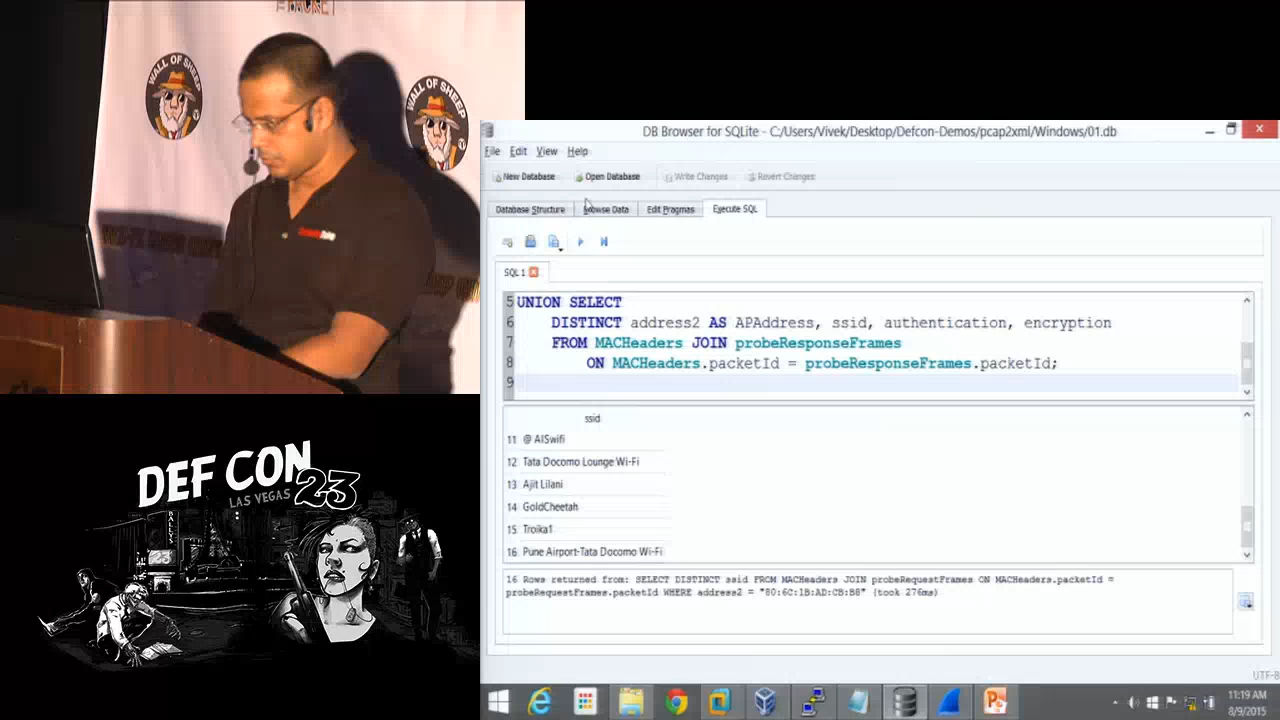 WALL OF SHEEP
WALL OF SHEEP
DEF CON
LAS VEGAS 23
BALLYS
DB Browser for SQLite - C:/Users/Vivek/Desktop/Defcon-Demos/pcap2xml/Windows/01.db
File Edit View Help
New Database Open Database Write Changes Revert Changes
Database Structure Browse Data Edit Pragmas Execute SQL
SQL 1
5 UNION SELECT
6 DISTINCT address2 AS APAddress, ssid, authentication, encryption
7 FROM MACHeaders JOIN probeResponseFrames
8 ON MACHeaders.packetId = probeResponseFrames.packetId;
9
ssid
11 @ AISwifi
12 Tata Docomo Lounge Wi-Fi
13 Ajit Lilani
14 GoldCheetah
15 Troika1
16 Pune Airport-Tata Docomo Wi-Fi
16 Rows returned from: SELECT DISTINCT ssid FROM MACHeaders JOIN probeRequestFrames ON MACHeaders.packetId =
probeRequestFrames.packetId WHERE address2 = "80:6C:1B:AD:CB:B8" (took 276ms)
UTF-8
11:19 AM
8/9/2015